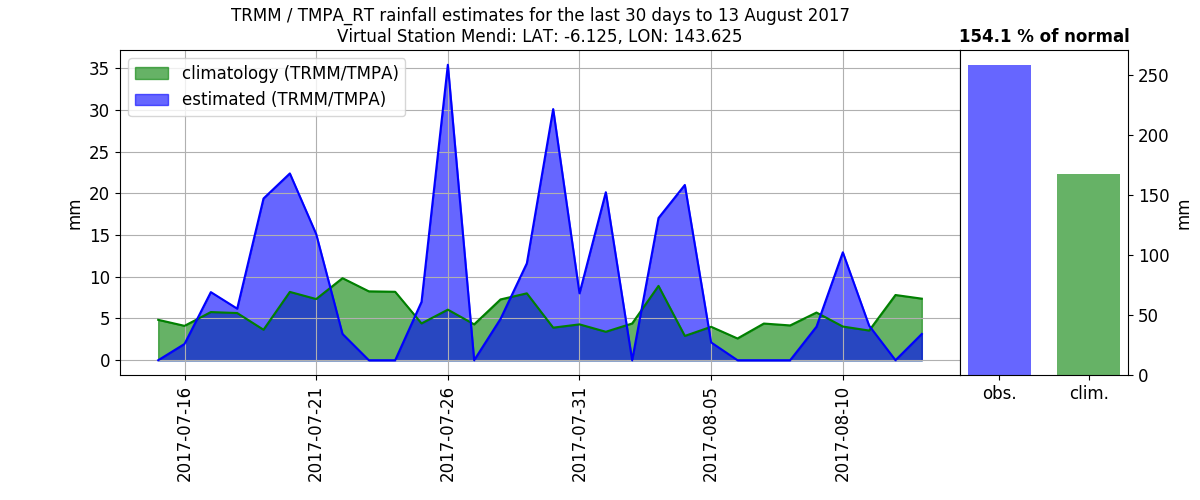 TRMM / TMPA_RT rainfall estimates for the last 30 days to 13 August 2017
Virtual Station Mendi: LAT: -6.125, LON: 143.625
154.1 % of normal
climatology (TRMM/TMPA)
estimated (TRMM/TMPA)
mm
35
30
25
20
15
10
5
0
2017-07-16
2017-07-21
2017-07-26
2017-07-31
2017-08-05
2017-08-10
250
200
150
100
50
0
mm
obs.
clim.